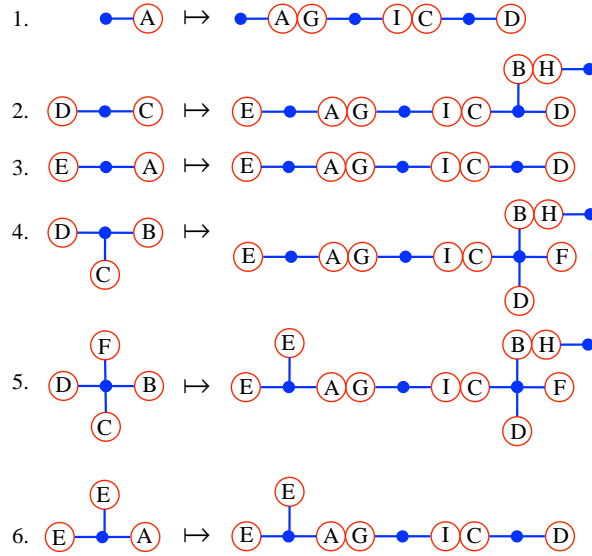 1. A ↦ A G I C D
B H
2. D C ↦ E A G I C D
3. E A ↦ E A G I C D
B H
4. D B ↦ E A G I C F
C
D
E B H
F
5. D B ↦ E A G I C F
C
D
E E
6. E A ↦ E A G I C D